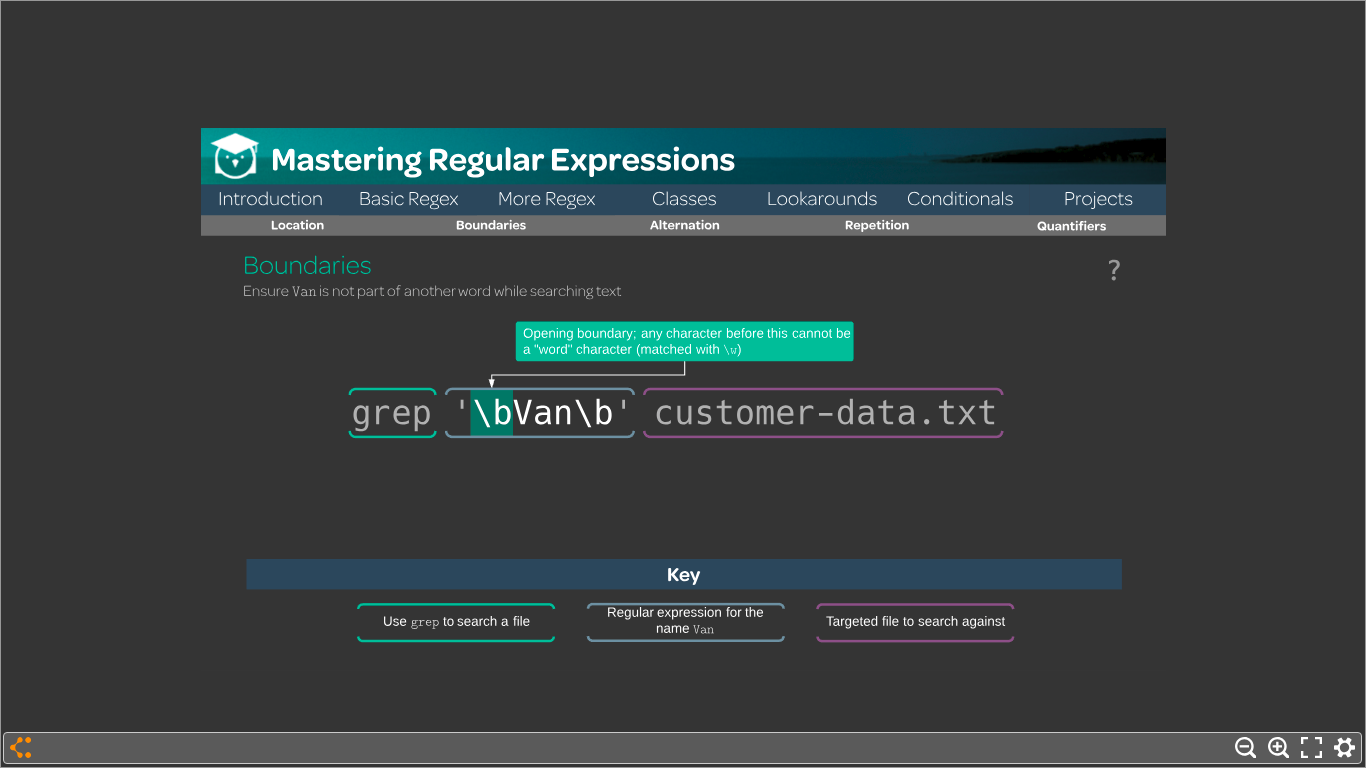 Mastering Regular Expressions
Introduction Basic Regex More Regex Classes Lookarounds Conditionals Projects
Location Boundaries Alternation Repetition Quantifiers
Boundaries
?
Ensure Van is not part of another word while searching text
Opening boundary; any character before this cannot be
a "word" character (matched with \w)
grep '\bVan\b' customer-data.txt
Key
Use grep to search a file
Regular expression for the
name Van
Targeted file to search against